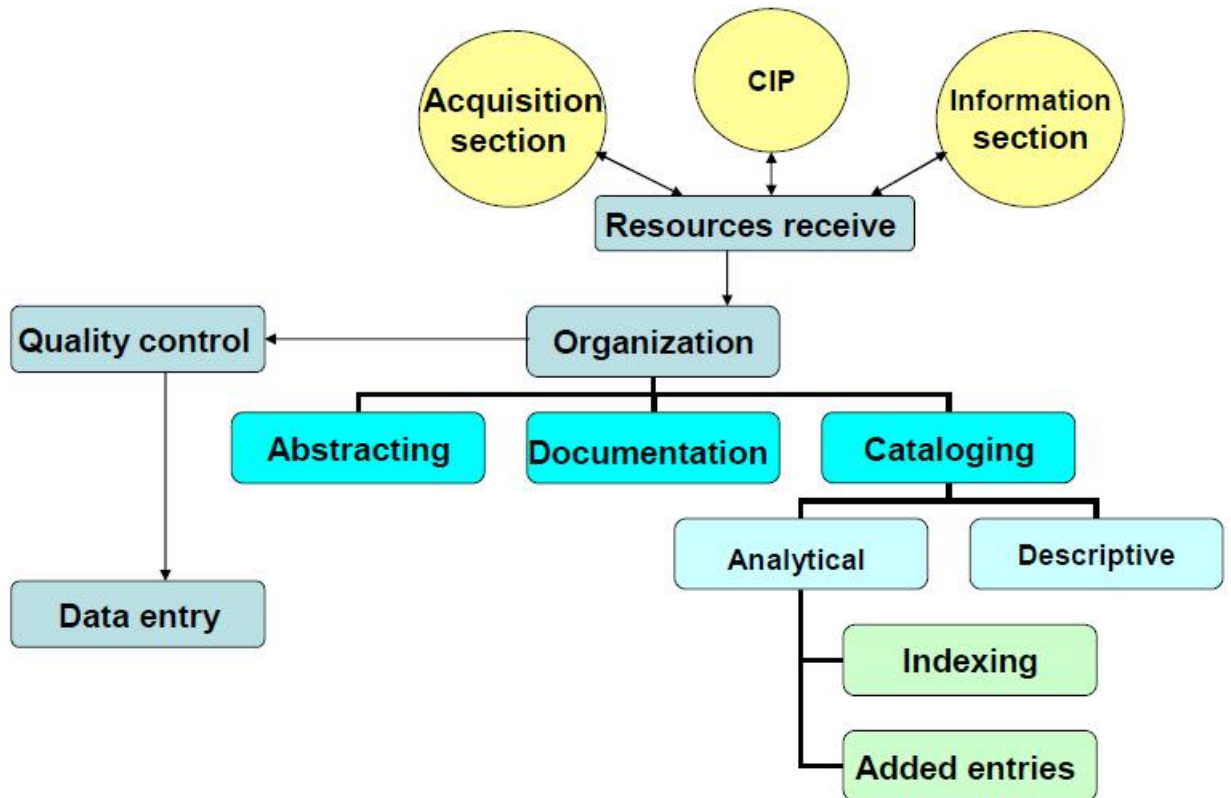 Acquisition
section
CIP
Information
section
Resources receive
Quality control
Organization
Abstracting
Documentation
Cataloging
Analytical
Descriptive
Data entry
Indexing
Added entries